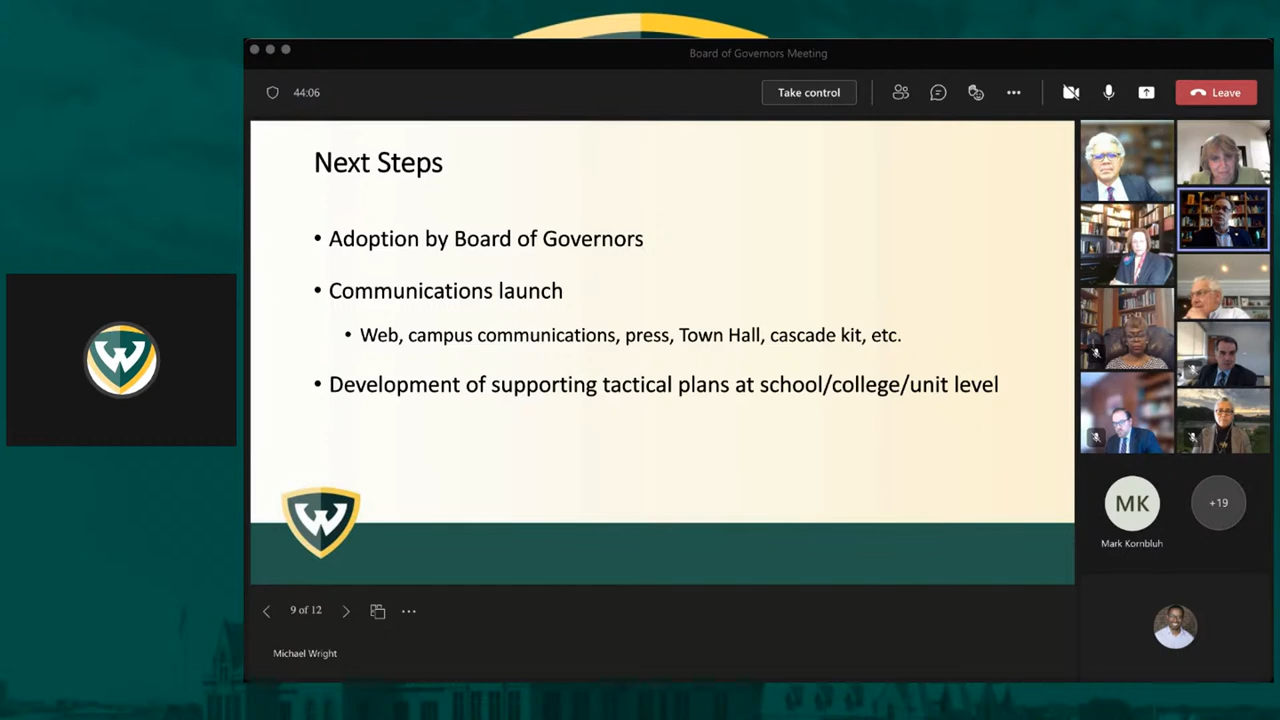 Board of Governors Meeting
44:06
Take control
Leave
Next Steps
• Adoption by Board of Governors
• Communications launch
• Web, campus communications, press, Town Hall, cascade kit, etc.
• Development of supporting tactical plans at school/college/unit level
W
W
MK
+19
Mark Kornbluh
9 of 12
Michael Wright